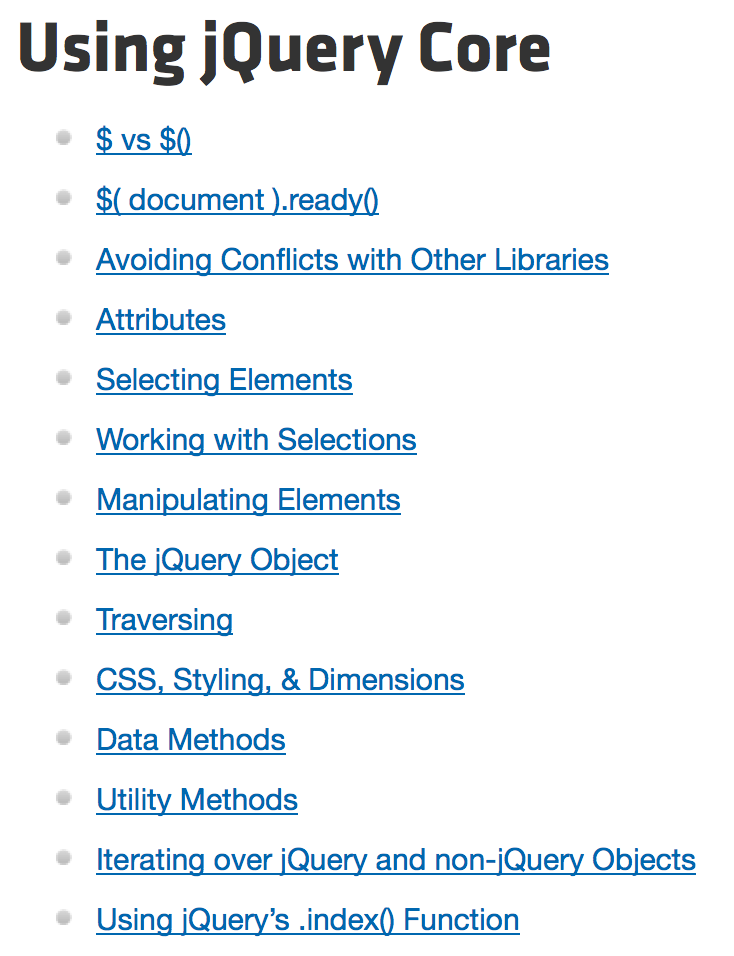 Using jQuery Core
$ vs $()
$( document ).ready()
Avoiding Conflicts with Other Libraries
Attributes
Selecting Elements
Working with Selections
Manipulating Elements
The jQuery Object
Traversing
CSS, Styling, & Dimensions
Data Methods
Utility Methods
Iterating over jQuery and non-jQuery Objects
Using jQuery’s .index() Function